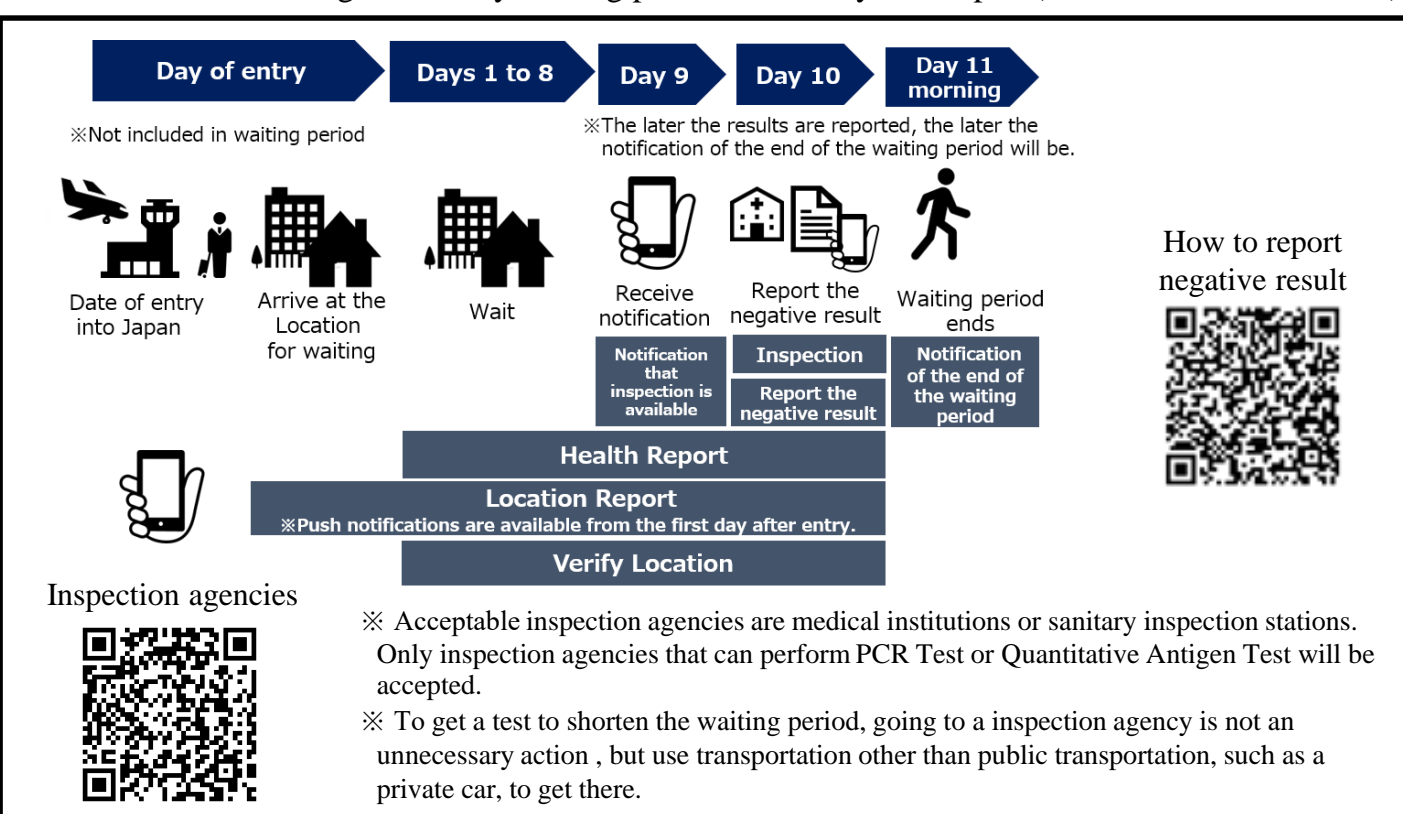 Day of entry
Days 1 to 8
Day 9
Day 10
Day 11
morning
※Not included in waiting period
※The later the results are reported, the later the
notification of the end of the waiting period will be.
Date of entry
into Japan
Arrive at the
Location
for waiting
Wait
Receive
notification
Report the
negative result
Waiting period
ends
How to report
negative result
Notification
that
inspection is
available
Inspection
Report the
negative result
Notification
of the end of
the waiting
period
Health Report
Location Report
※Push notifications are available from the first day after entry.
Verify Location
Inspection agencies
※ Acceptable inspection agencies are medical institutions or sanitary inspection stations.
Only inspection agencies that can perform PCR Test or Quantitative Antigen Test will be
accepted.
※ To get a test to shorten the waiting period, going to a inspection agency is not an
unnecessary action , but use transportation other than public transportation, such as a
private car, to get there.